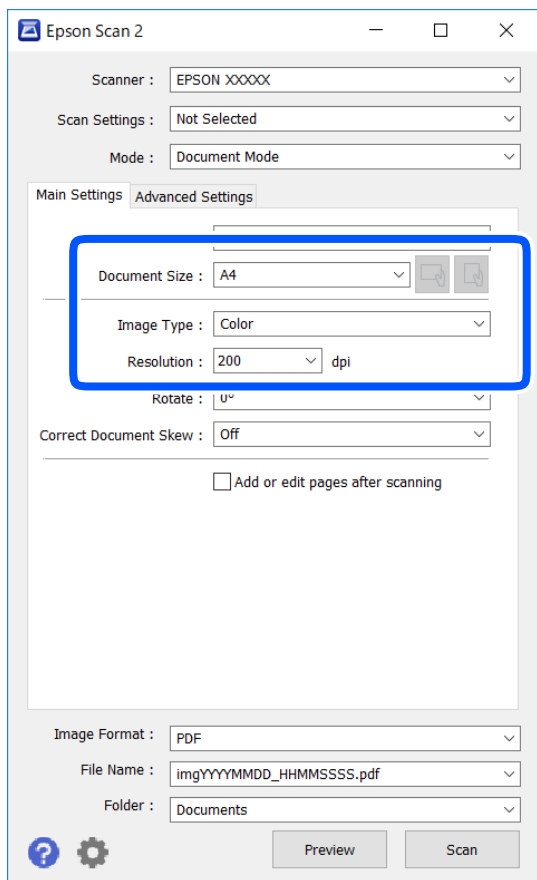 Epson Scan 2
Scanner : EPSON XXXXX
Scan Settings : Not Selected
Mode : Document Mode
Main Settings Advanced Settings
Document Size : A4
Image Type : Color
Resolution : 200 dpi
Rotate : 0°
Correct Document Skew : Off
Add or edit pages after scanning
Image Format : PDF
File Name : imgYYYYMMDD_HHMMSSSS.pdf
Folder : Documents
? Preview Scan